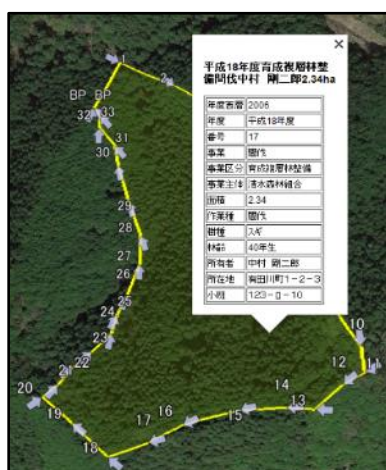 平成18年度育成複層林整
備間伐中村 剛二郎2.34ha
年度西暦 2006
年度 平成18年度
番号 17
事業 間伐
事業区分 育成複層林整備
事業主体 清水森林組合
面積 2.34
作業種 間伐
樹種 スギ
林齢 40年生
所有者 中村 剛二郎
所在地 有田川町1-2-3
小班 123-ロ-10
1
2
BP BP
32 33
31
30
29
28
27
26
25
24
23
22
21
20
19
18
17
16
15
14
13
12
11
10